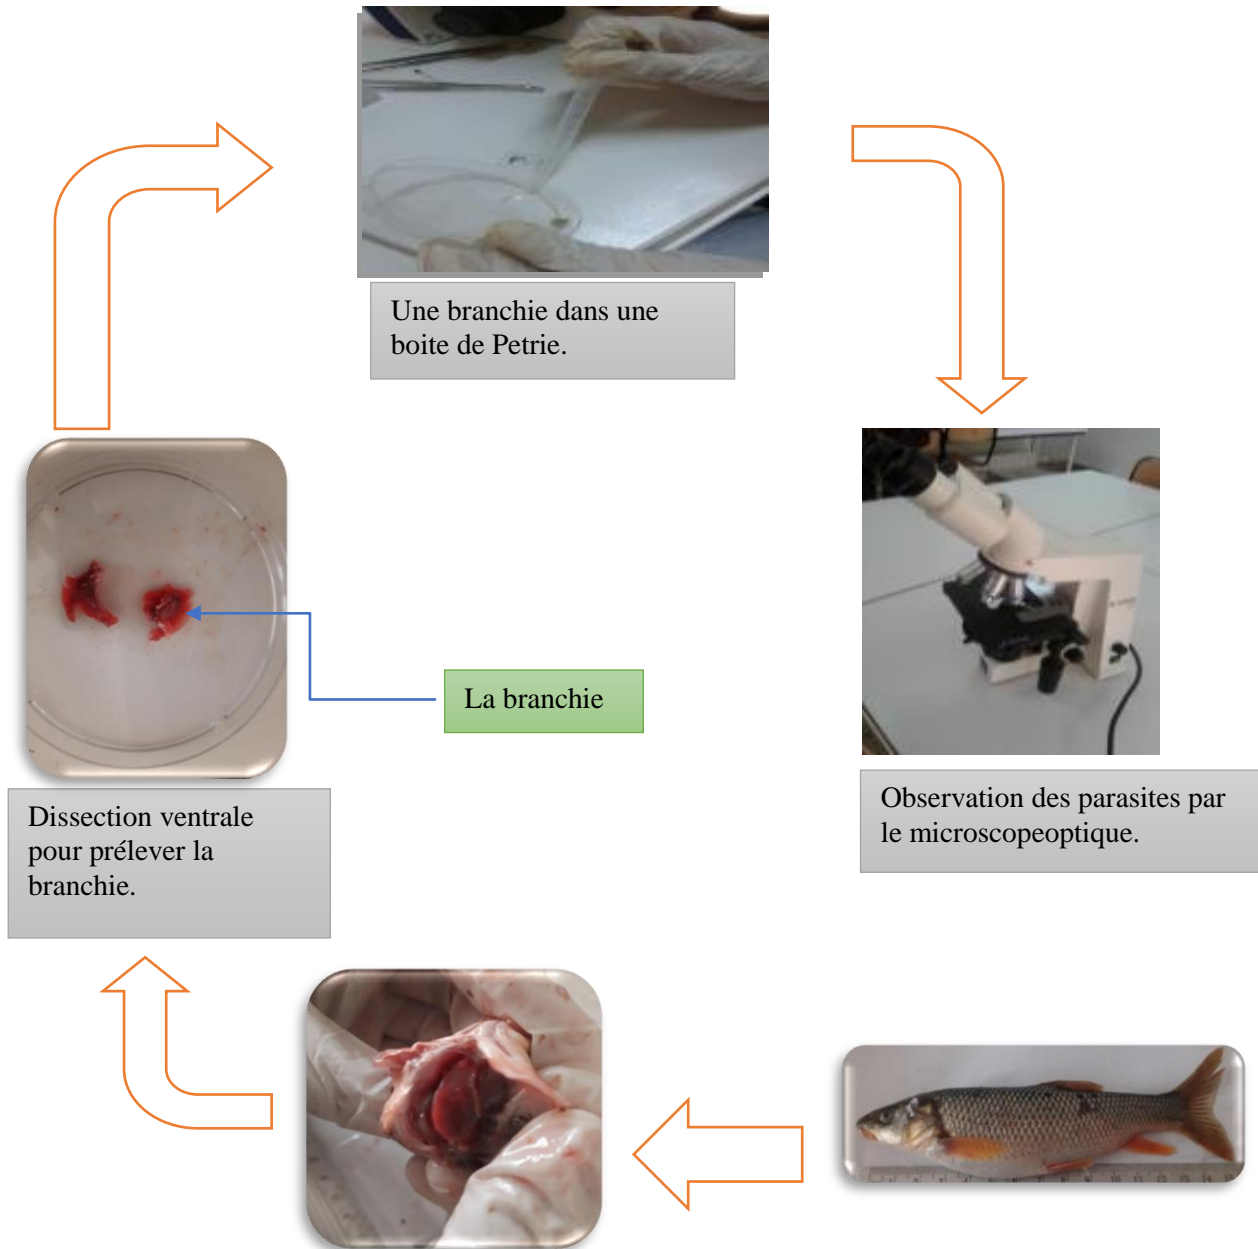 Une branchie dans une
boite de Petrie.
La branchie
Dissection ventrale
pour prélever la
branchie.
Observation des parasites par
le microscopeoptique.